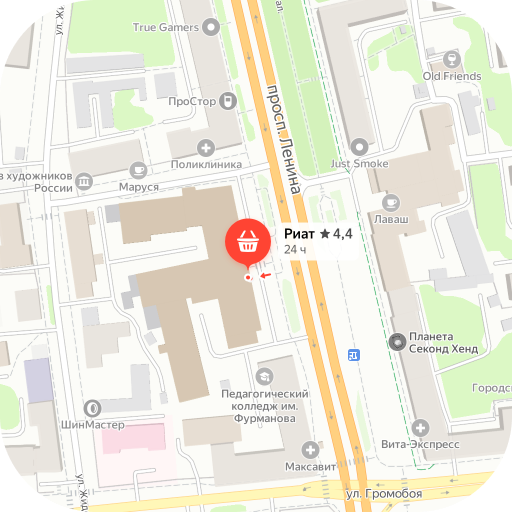 ул. Жи
True Gamers
Old Friends
ПроСтор
просп. Ленина
Поликлиника
Just Smoke
з художников
России
Маруся
Лаваш
Риат ★ 4,4
24 ч
Планета
Секонд Хенд
Педагогический
колледж им.
Фурманова
Городс
ШинМастер
Вита-Экспресс
Максавит
ул. Жид
ул. Громобоя